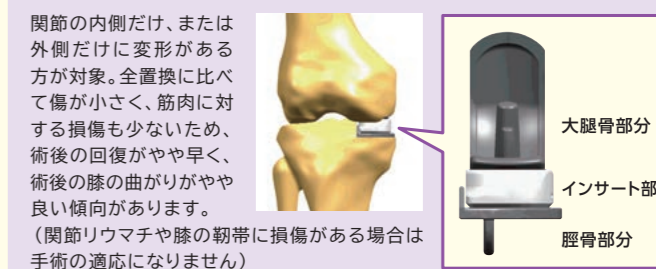 関節の内側だけ、または
外側だけに変形がある
方が対象。全置換に比べ
て傷が小さく、筋肉に対
する損傷も少ないため、
術後の回復がやや早く、
術後の膝の曲がりがやや
良い傾向があります。
（関節リウマチや膝の靭帯に損傷がある場合は
手術の適応になりません）
大腿骨部分
インサート部
脛骨部分